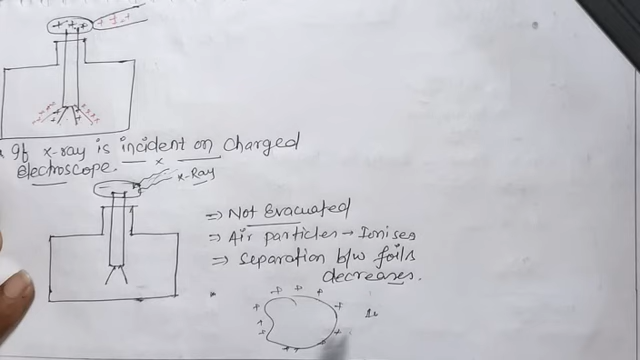 If x-ray is incident on charged
electroscope.
x-Ray
⇒ Not Evacuated
⇒ Air particles → Ionises
⇒ Separation b/w foils
decreases.